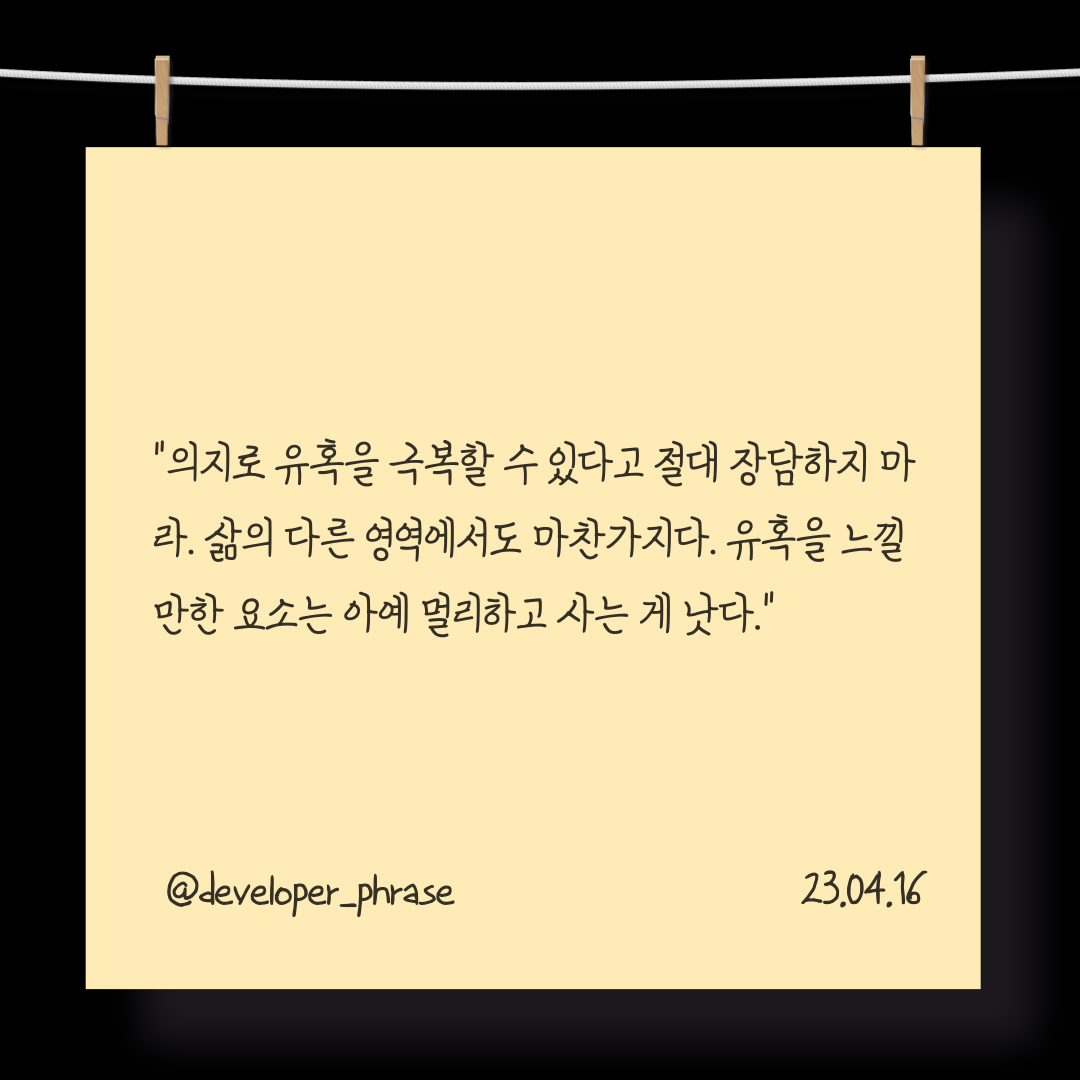 "의지로 유혹을 극복할 수 있다고 절대 장담하지 마
라. 삶의 다른 영역에서도 마찬가지다. 유혹을 느낄
만한 요소는 아예 멀리하고 사는 게 낫다."
@developer_phrase
23.04.16